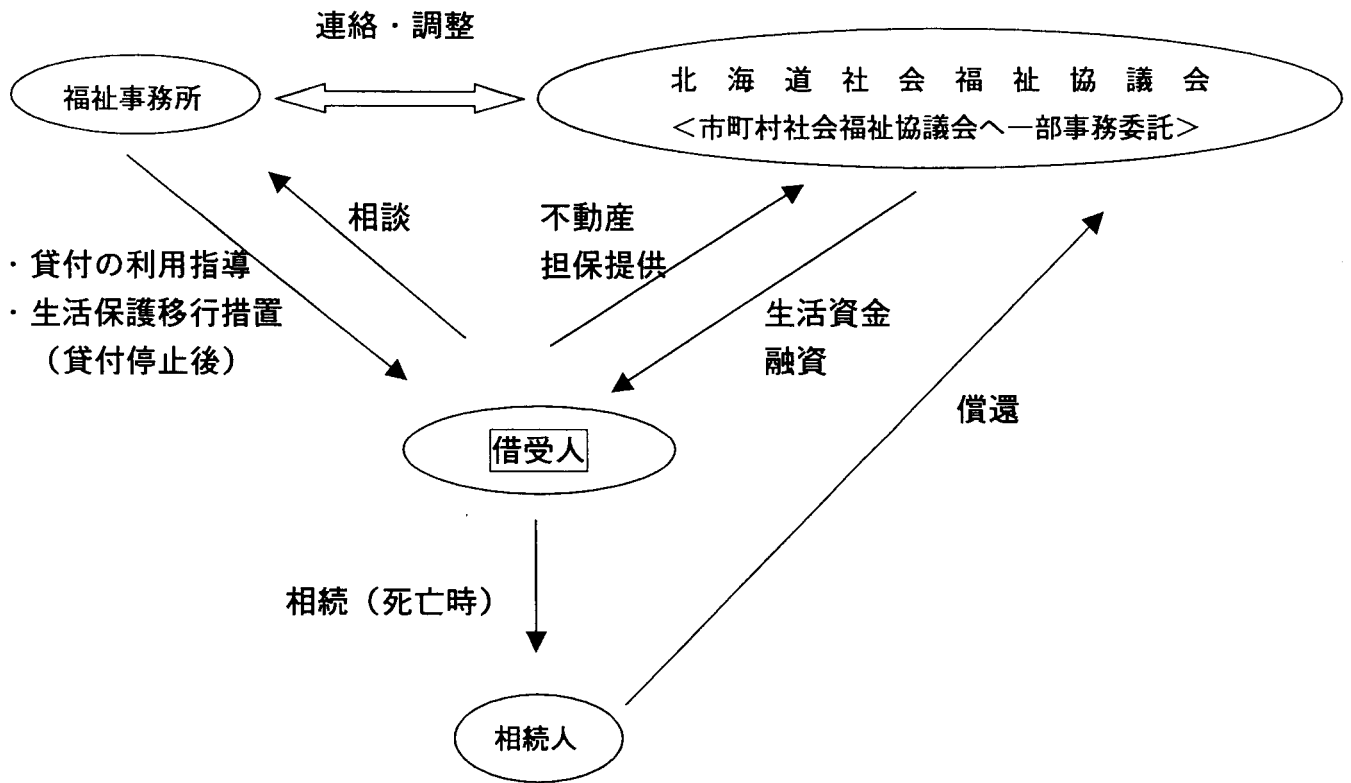 連絡・調整
福祉事務所
北海道社会福祉協議会
＜市町村社会福祉協議会へ一部事務委託＞
相談
不動産
担保提供
・貸付の利用指導
・生活保護移行措置
（貸付停止後）
生活資金
融資
償還
借受人
相続（死亡時）
相続人